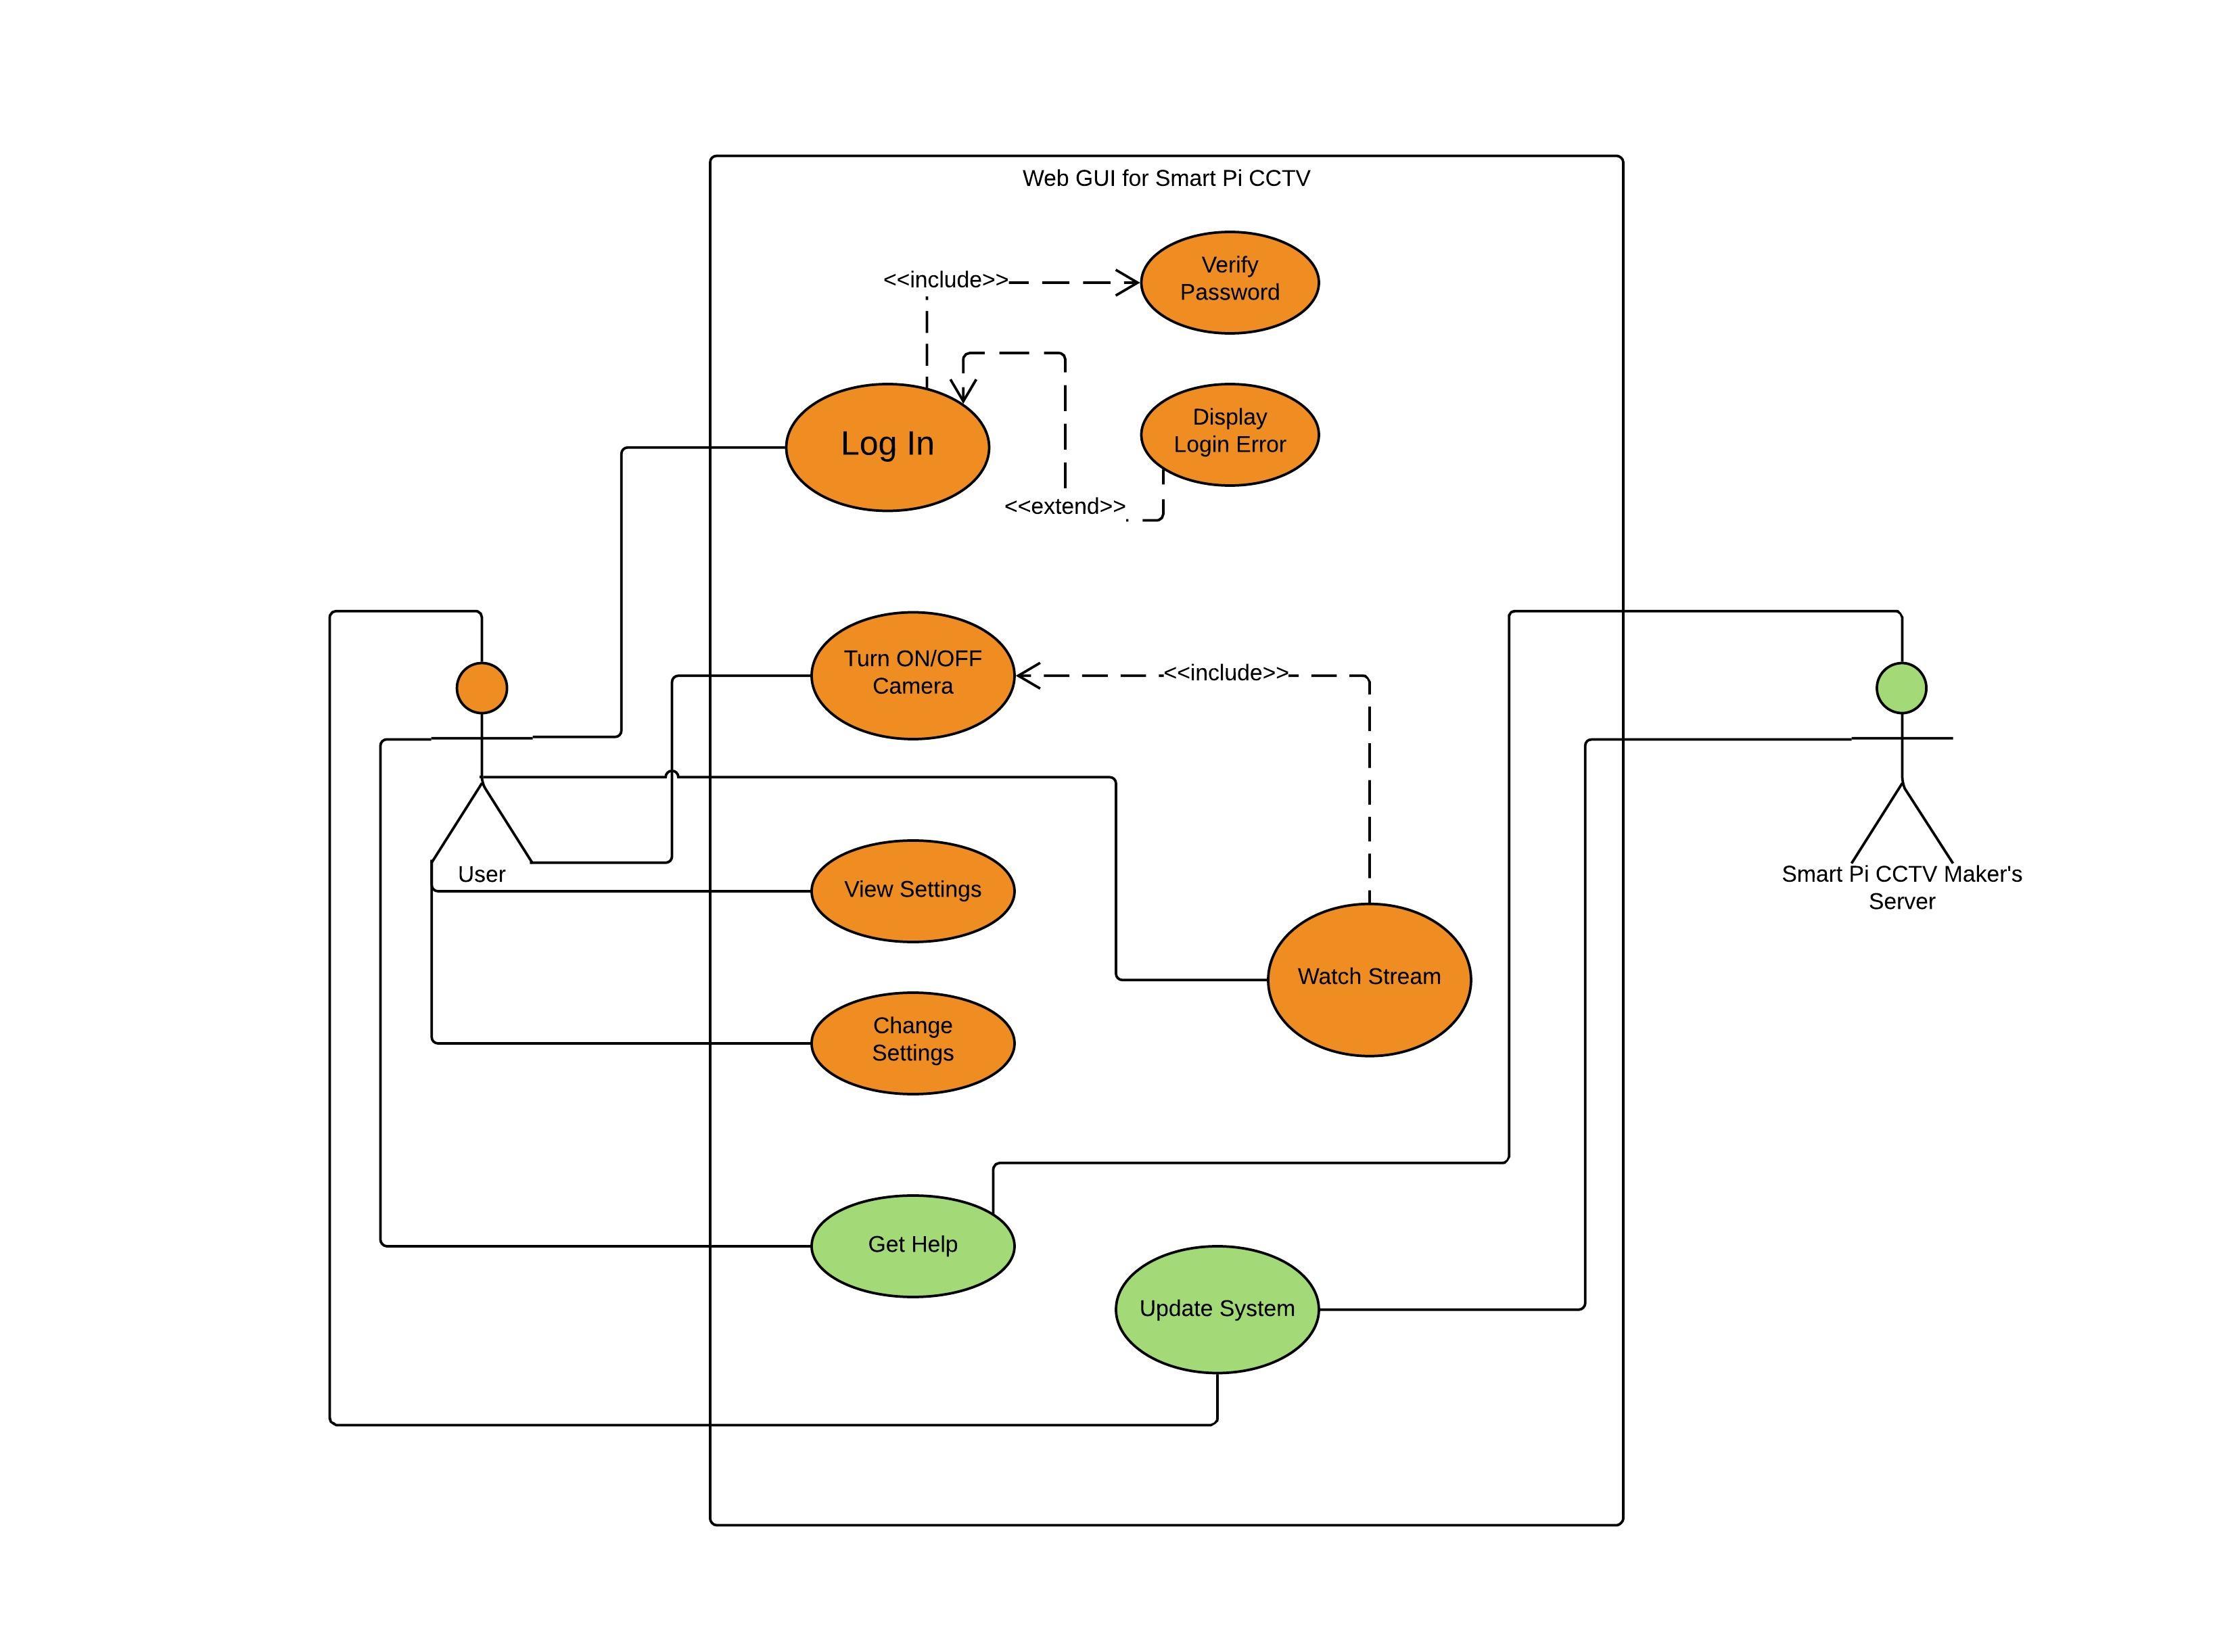 Web GUI for Smart Pi CCTV
Verify
Password
<<include>>
Display
Login Error
Log In
<<extend>>
Turn ON/OFF
Camera
<<include>>
User
View Settings
Smart Pi CCTV Maker's
Server
Watch Stream
Change
Settings
Get Help
Update System